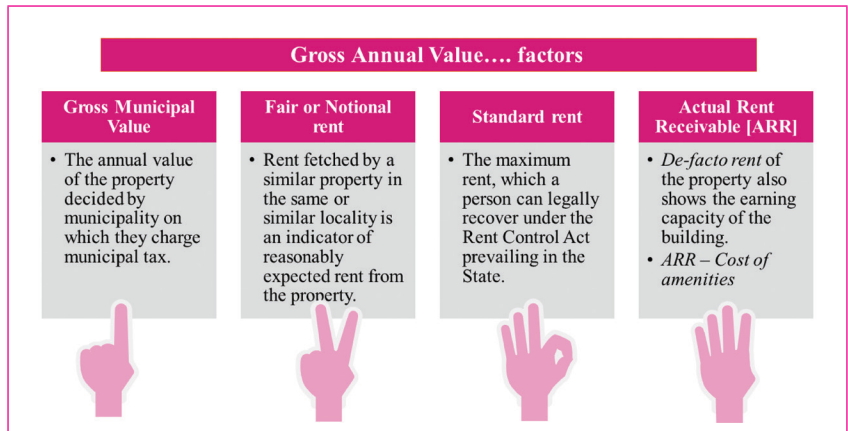 Gross Annual Value…. factors
Gross Municipal
Value
• The annual value
of the property
decided by
municipality on
which they charge
municipal tax.
Fair or Notional
rent
• Rent fetched by a
similar property in
the same or
similar locality is
an indicator of
reasonably
expected rent from
the property.
Standard rent
• The maximum
rent, which a
person can legally
recover under the
Rent Control Act
prevailing in the
State.
Actual Rent
Receivable [ARR]
• De-facto rent of
the property also
shows the earning
capacity of the
building.
• ARR – Cost of
amenities